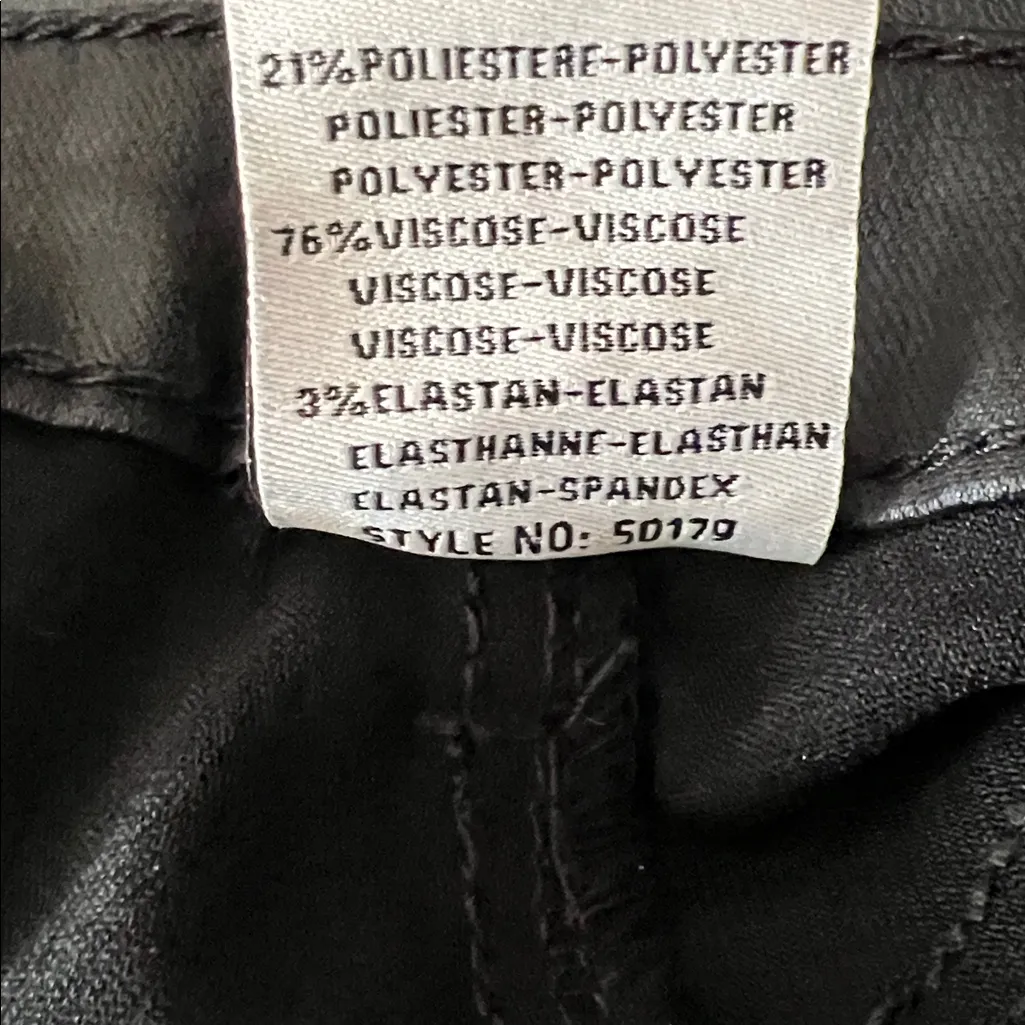 21%POLIESTERE-POLYESTER
POLIESTER-POLYESTER
POLYESTER-POLYESTER
76%VISCOSE-VISCOSE
VISCOSE-VISCOSE
VISCOSE-VISCOSE
3%ELASTAN-ELASTAN
ELASTHANNE-ELASTHAN
ELASTAN-SPANDEX
STYLE NO: 50179